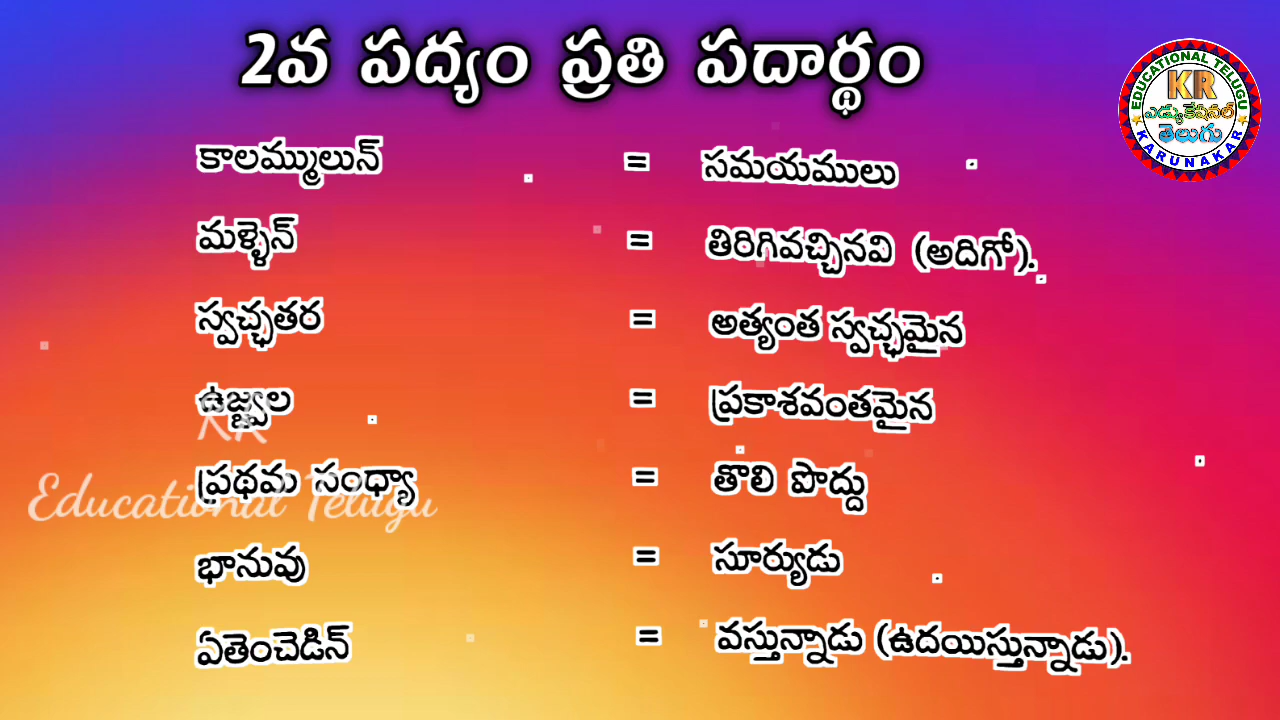 2వ పద్యం ప్రతి పదార్థం
EDUCATIONAL TELUGU
KR
ఎడ్యుకేషనల్
తెలుగు
KARUNAKAR
కాలమ్ములున్ = సమయములు
మళ్ళెన్ = తిరిగివచ్చినవి (అదిగో).
స్వచ్ఛతర = అత్యంత స్వచ్ఛమైన
ఉజ్జ్వల = ప్రకాశవంతమైన
KR
ప్రథమ సంధ్యా = తొలి పొద్దు
Educational Telugu
భానువు = సూర్యుడు
ఏతెంచెడిన్ = వస్తున్నాడు (ఉదయిస్తున్నాడు).